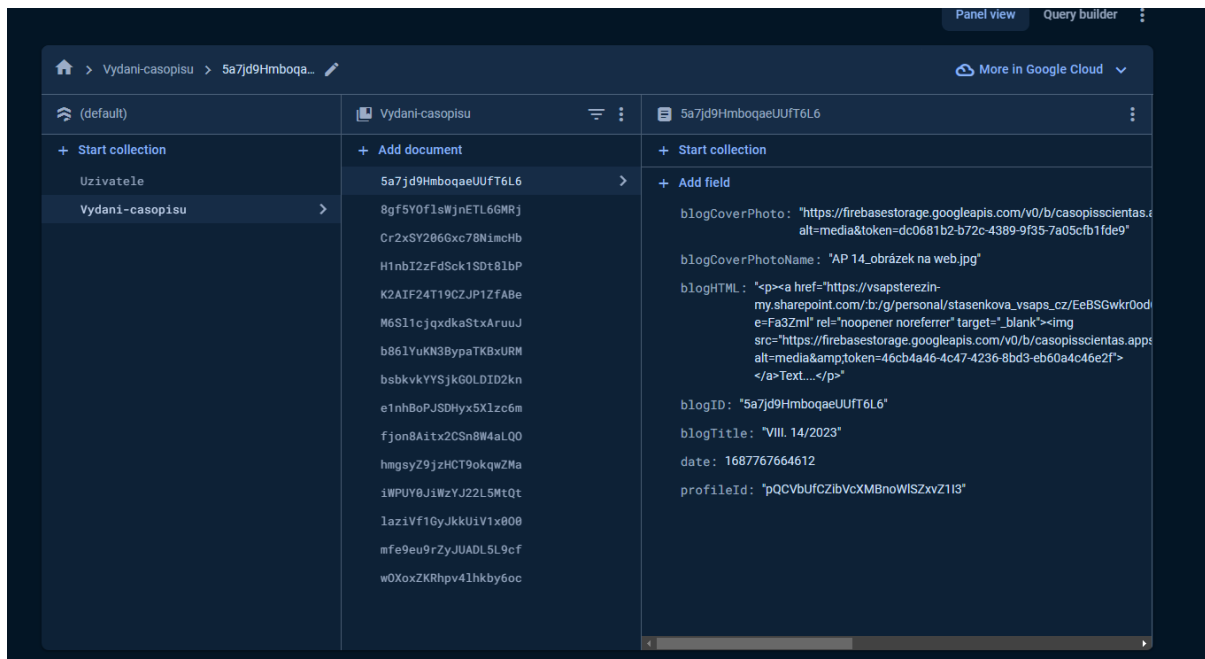 Panel view Query builder
Vydani-casopisu > 5a7jd9Hmboqa…
More in Google Cloud
(default)
Vydani-casopisu
5a7jd9HmboqaeUUfT6L6
+ Start collection
+ Add document
+ Start collection
Uzivatele
Vydani-casopisu
5a7jd9HmboqaeUUfT6L6
8gf5YOflsWjnETL6GMRj
Cr2xSY206Gxc78NimcHb
H1nbI2zFdSck1SDt8lbP
K2AIF24T19CZJP1ZfABe
M6Sl1cjqxdkaStxAruuJ
b861YuKN3BypaTKBxURM
bsbkvkYYSjkGOLDID2kn
e1nhBoPJSDHyx5Xlzc6m
fjon8Aitx2CSn8W4aLQO
hmgsyZ9jzHCT9okqwZMa
iWPUY0JiWzYJ22L5MtQt
laziVf1GyJkkUiV1x0O0
mfe9eu9rZyJUADL5L9cf
wOXoxZKRhpv4lhkby6oc
+ Add field
blogCoverPhoto: "https://firebasestorage.googleapis.com/v0/b/casopisscientas.a
alt=media&token=dc0681b2-b72c-4389-9f35-7a05cfb1fde9"
blogCoverPhotoName: "AP 14_obrázek na web.jpg"
blogHTML: "<p><a href="https://vsapsterezin-
my.sharepoint.com/:b:/g/personal/stasenkova_vsaps_cz/EeBSGwkr0od
e=Fa3Zml" rel="noopener noreferrer" target="_blank"><img
src="https://firebasestorage.googleapis.com/v0/b/casopisscientas.apps
alt=media&amp;token=46cb4a46-4c47-4236-8bd3-eb60a4c46e2f">
</a>Text....</p>"
blogID: "5a7jd9HmboqaeUUfT6L6"
blogTitle: "VIII. 14/2023"
date: 1687767664612
profileId: "pQCVbUfCZibVcXMBnoWlSZxvZ1I3"